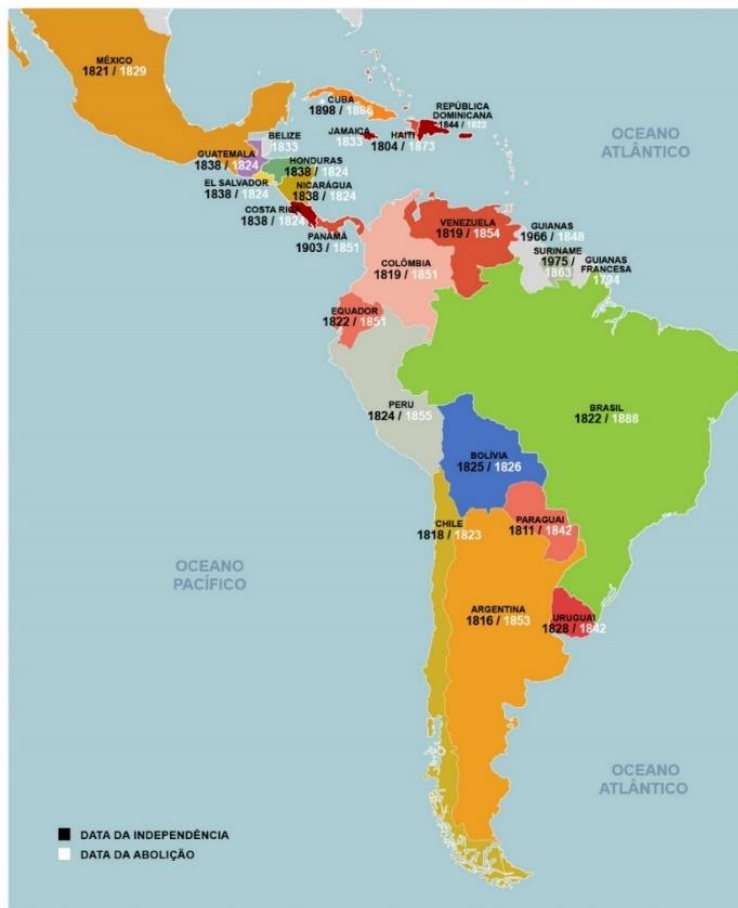 MÉXICO
1821 / 1829
CUBA
1898 / 1886
REPÚBLICA
DOMINICANA
1844 / 1822
BELIZE
1833
JAMAICA
1833
HAITI
1804 / 1873
OCEANO
ATLÂNTICO
GUATEMALA
1838 / 1824
HONDURAS
1838 / 1824
EL SALVADOR
1838 / 1824
NICARÁGUA
1838 / 1824
COSTA RICA
1838 / 1824
PANAMÁ
1903 / 1851
VENEZUELA
1819 / 1854
GUIANAS
1966 / 1848
SURINAME
1975 /
1863
GUIANAS
FRANCESA
1794
COLÔMBIA
1819 / 1851
EQUADOR
1822 / 1851
PERU
1824 / 1855
BRASIL
1822 / 1888
BOLÍVIA
1825 / 1826
CHILE
1818 / 1823
PARAGUAI
1811 / 1842
OCEANO
PACÍFICO
ARGENTINA
1816 / 1853
URUGUAI
1828 / 1842
OCEANO
ATLÂNTICO
DATA DA INDEPENDÊNCIA
DATA DA ABOLIÇÃO